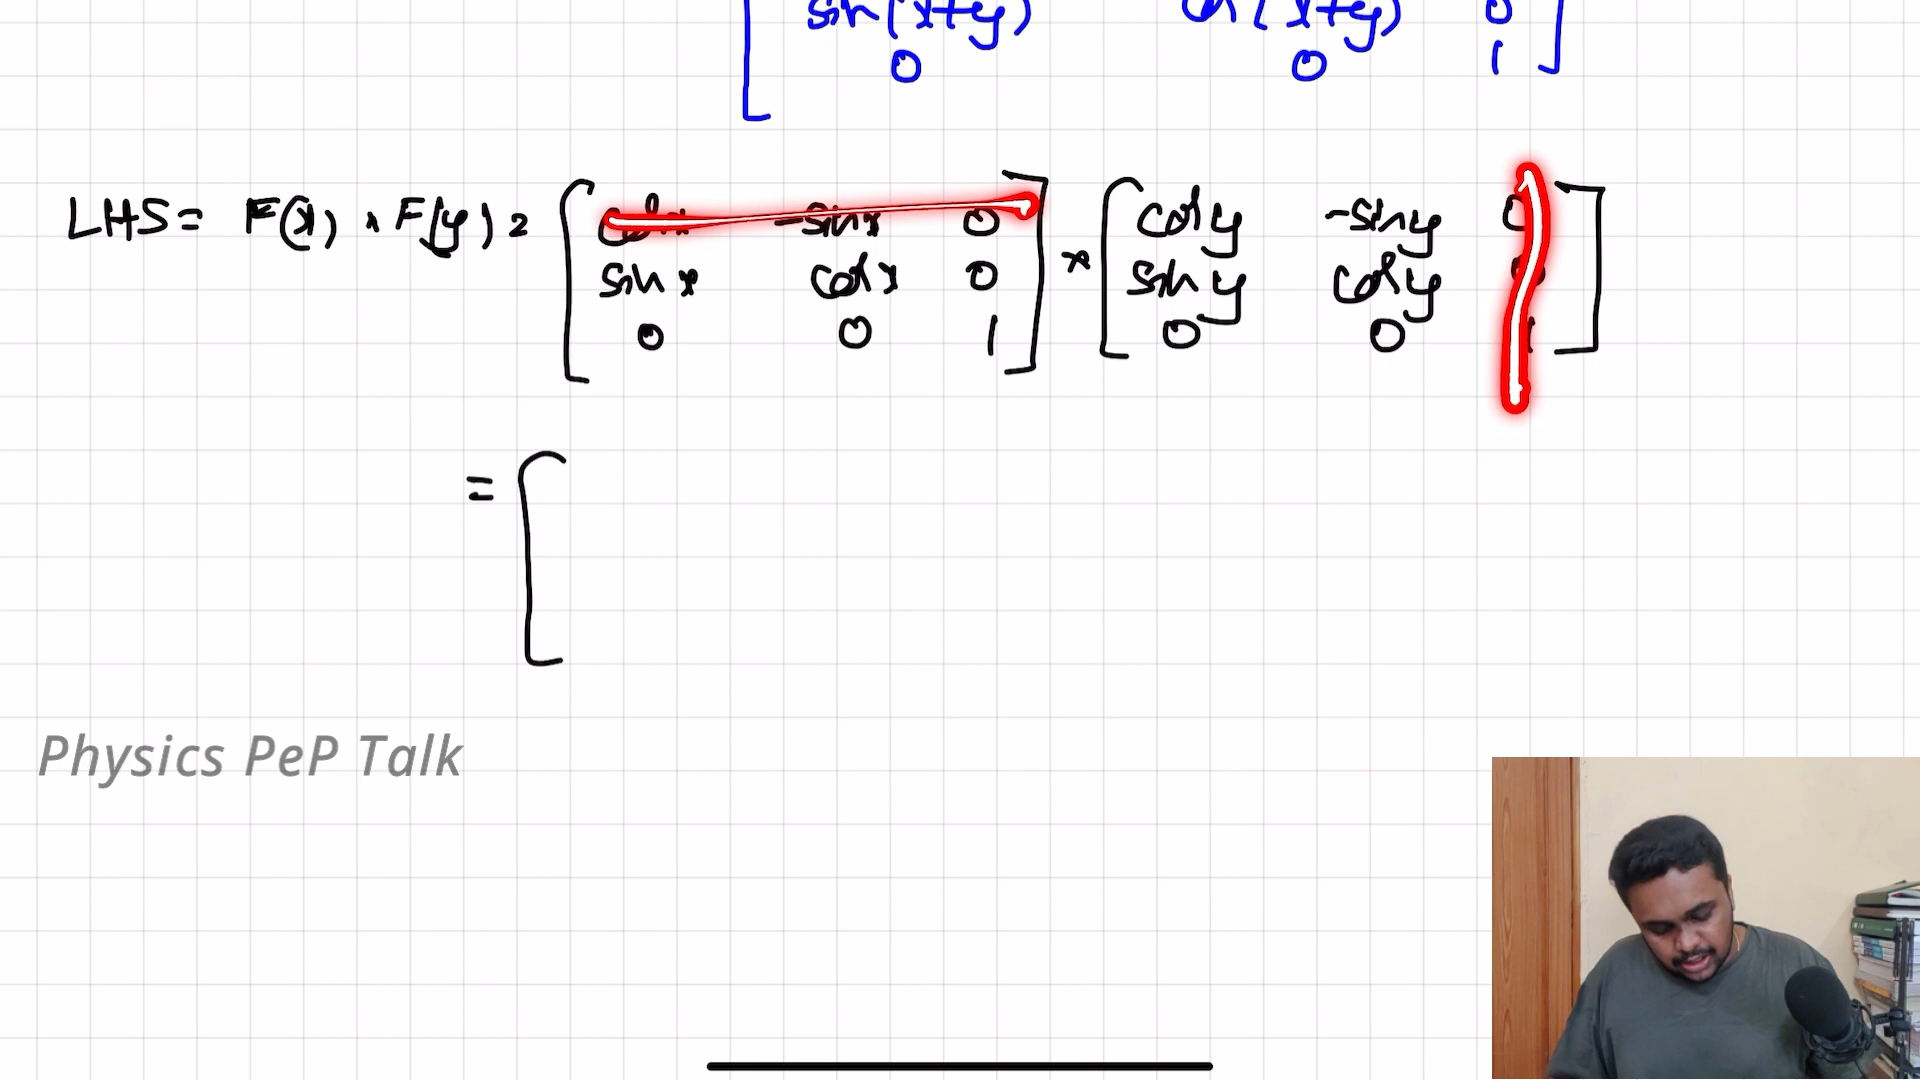 sin(x+y) cos(x+y) 0
0 0 1
LHS = F(x) × F(y) = [ cos x -sin x 0 ] × [ cos y -sin y 0 ]
sin x cos x 0 sin y cos y 0
0 0 1 0 0 1
= [
Physics PeP Talk